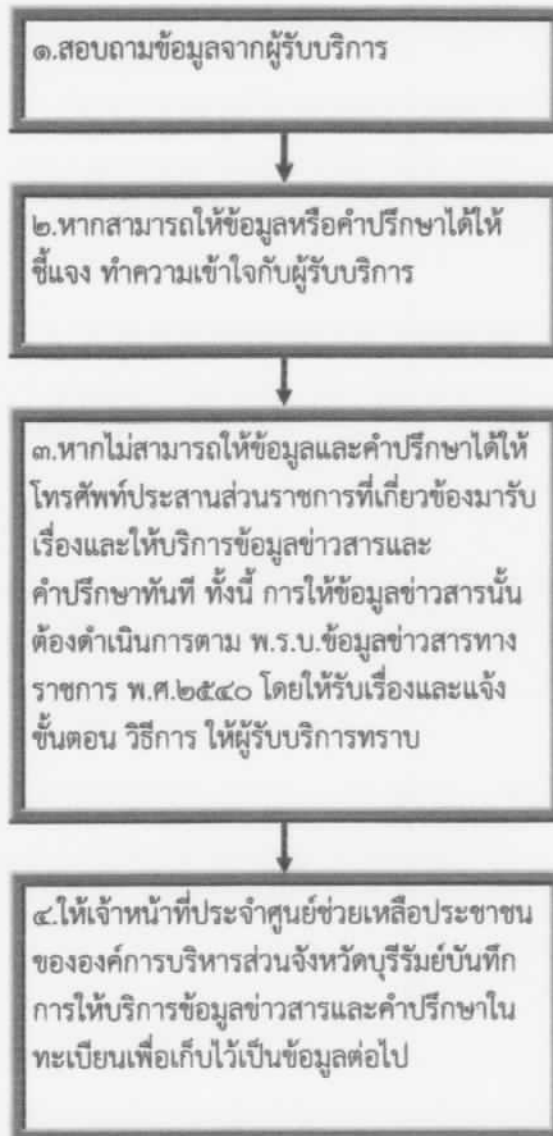 ๑.สอบถามข้อมูลจากผู้รับบริการ
๒.หากสามารถให้ข้อมูลหรือคำปรึกษาได้ให้
ชี้แจง ทำความเข้าใจกับผู้รับบริการ
๓.หากไม่สามารถให้ข้อมูลและคำปรึกษาได้ให้
โทรศัพท์ประสานส่วนราชการที่เกี่ยวข้องมารับ
เรื่องและให้บริการข้อมูลข่าวสารและ
คำปรึกษาทันที ทั้งนี้ การให้ข้อมูลข่าวสารนั้น
ต้องดำเนินการตาม พ.ร.บ.ข้อมูลข่าวสารทาง
ราชการ พ.ศ.๒๕๔๐ โดยให้รับเรื่องและแจ้ง
ขั้นตอน วิธีการ ให้ผู้รับบริการทราบ
๔.ให้เจ้าหน้าที่ประจำศูนย์ช่วยเหลือประชาชน
ขององค์การบริหารส่วนจังหวัดบุรีรัมย์บันทึก
การให้บริการข้อมูลข่าวสารและคำปรึกษาใน
ทะเบียนเพื่อเก็บไว้เป็นข้อมูลต่อไป